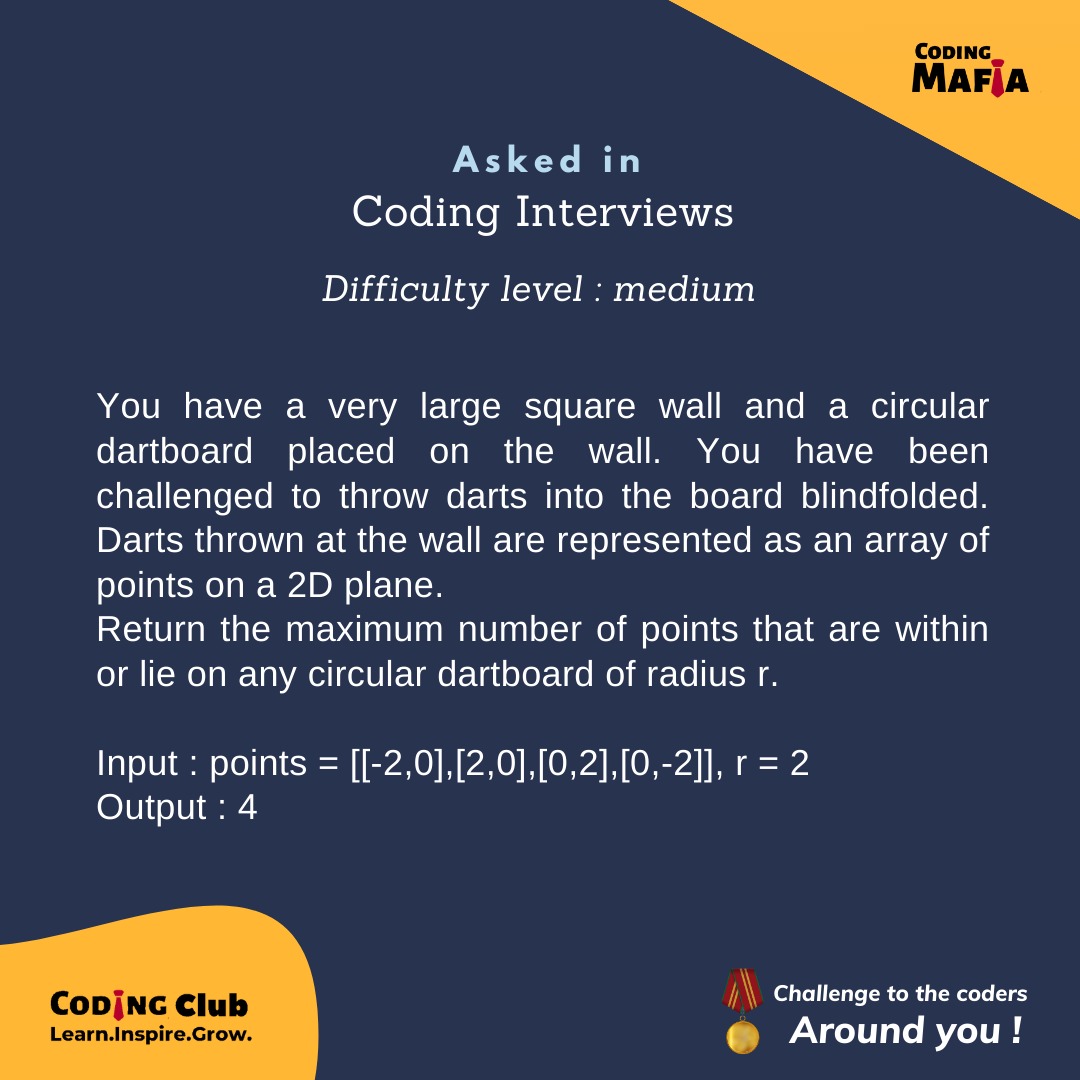 CODING
MAFIA
Asked in
Coding Interviews
Difficulty level : medium
You have a very large square wall and a circular
dartboard placed on the wall. You have been
challenged to throw darts into the board blindfolded.
Darts thrown at the wall are represented as an array of
points on a 2D plane.
Return the maximum number of points that are within
or lie on any circular dartboard of radius r.
Input : points = [[-2,0],[2,0],[0,2],[0,-2]], r = 2
Output : 4
CODING Club
Learn.Inspire.Grow.
Challenge to the coders
Around you !